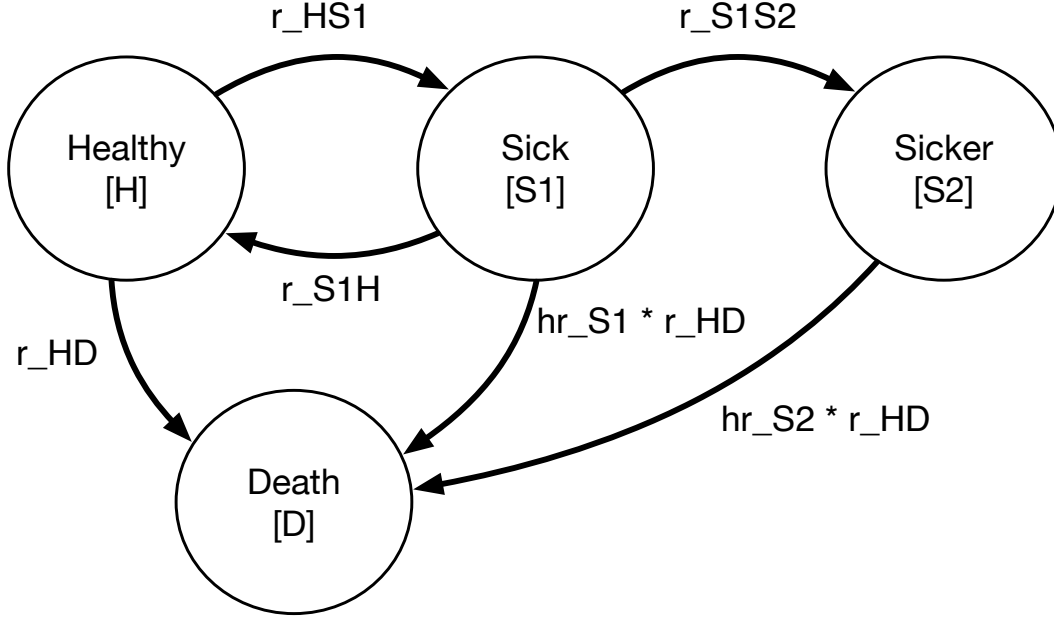 r_HS1
r_S1S2
Healthy
[H]
Sick
[S1]
Sicker
[S2]
r_S1H
hr_S1 * r_HD
r_HD
hr_S2 * r_HD
Death
[D]